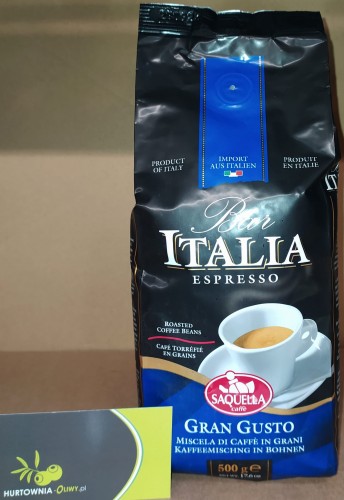 PRODUCT
OF ITALY
IMPORT
AUS ITALIEN
PRODUIT
EN ITALIE
Bar
ITALIA
ESPRESSO
ROASTED
COFFEE BEANS
CAFÉ TORRÉFIÉ
EN GRAINS
SAQUELLA
caffè
GRAN GUSTO
MISCELA DI CAFFÈ IN GRANI
KAFFEEMISCHNG IN BOHNEN
500 g e
HURTOWNIA-OLIWY.pl